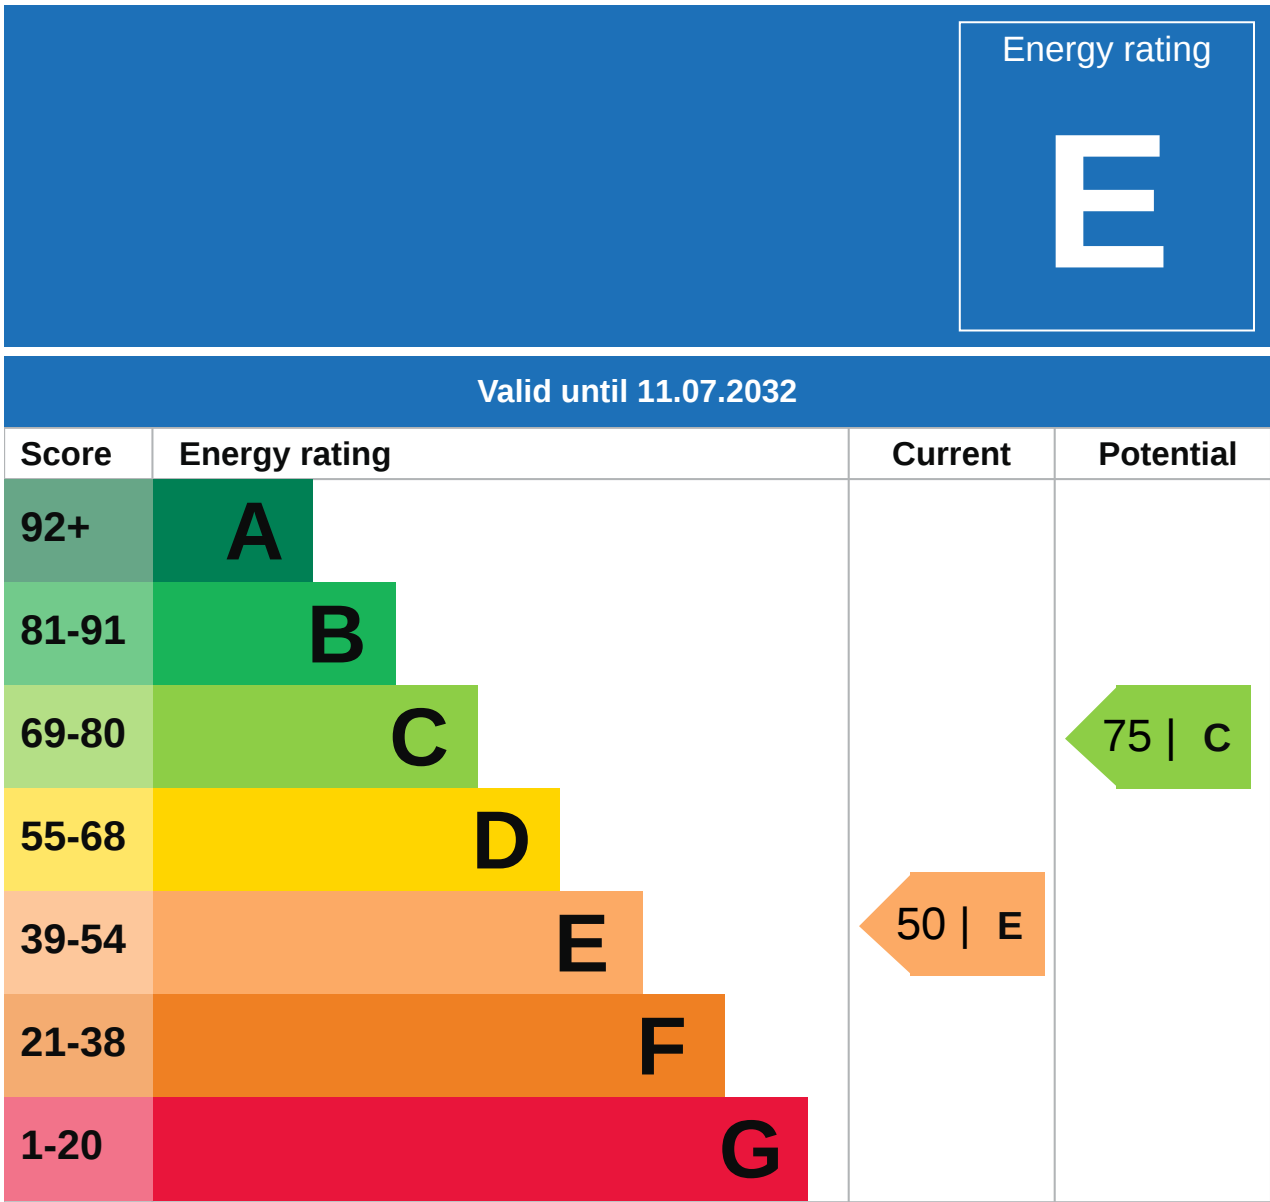 Energy rating
E
Valid until 11.07.2032
Score Energy rating Current Potential
92+ A
81-91 B
69-80 C 75 | C
55-68 D
39-54 E 50 | E
21-38 F
1-20 G